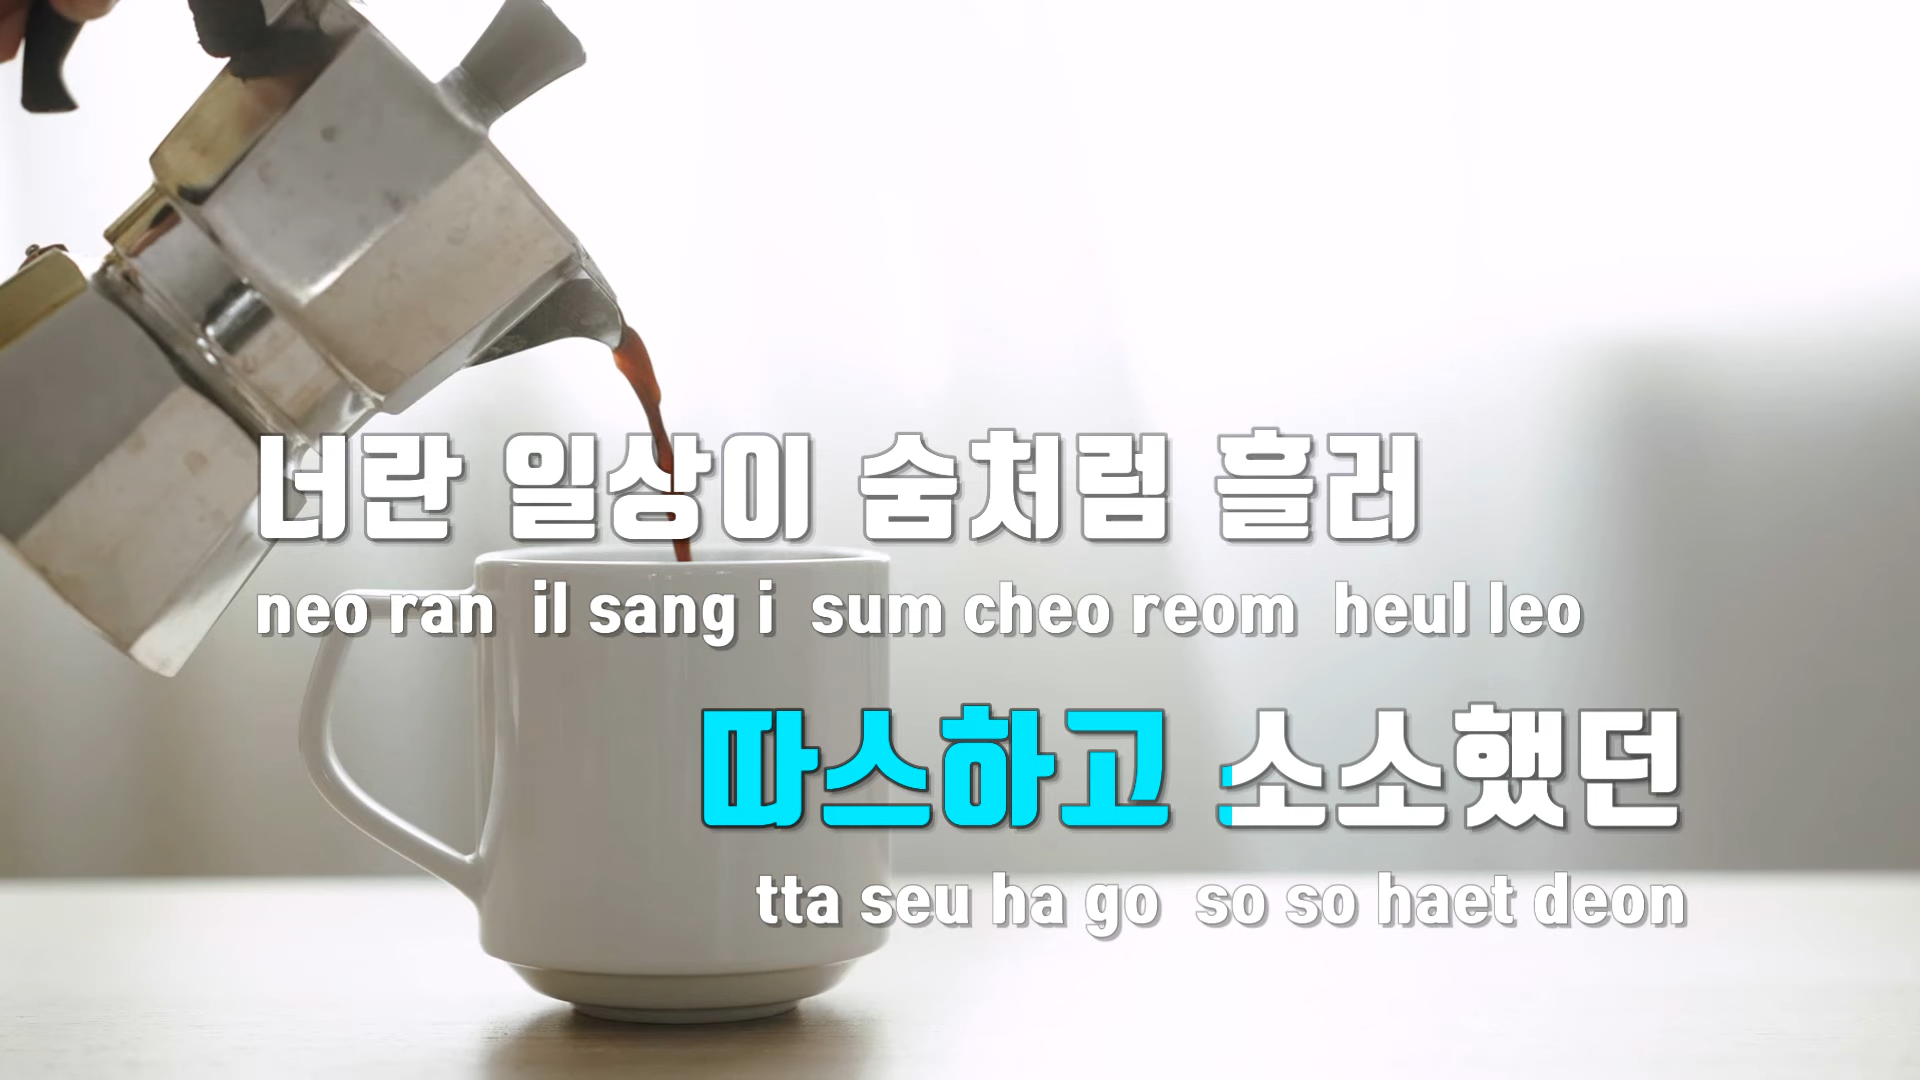 너란 일상이 숨처럼 흘러
neo ran il sang i sum cheo reom heul leo
따스하고 소소했던
tta seu ha go so so haet deon